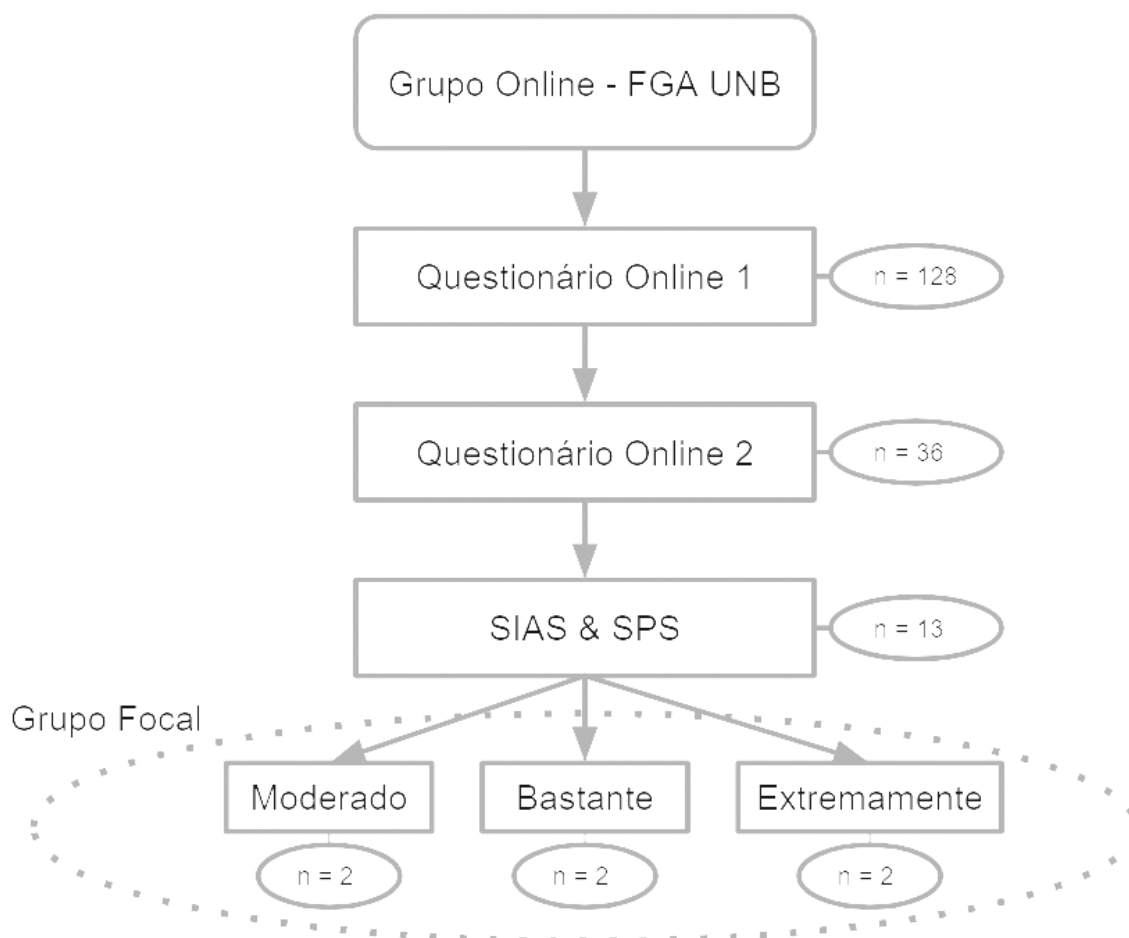 Grupo Online - FGA UNB
Questionário Online 1
n = 128
Questionário Online 2
n = 36
SIAS & SPS
n = 13
Grupo Focal
Moderado
Bastante
Extremamente
n = 2
n = 2
n = 2